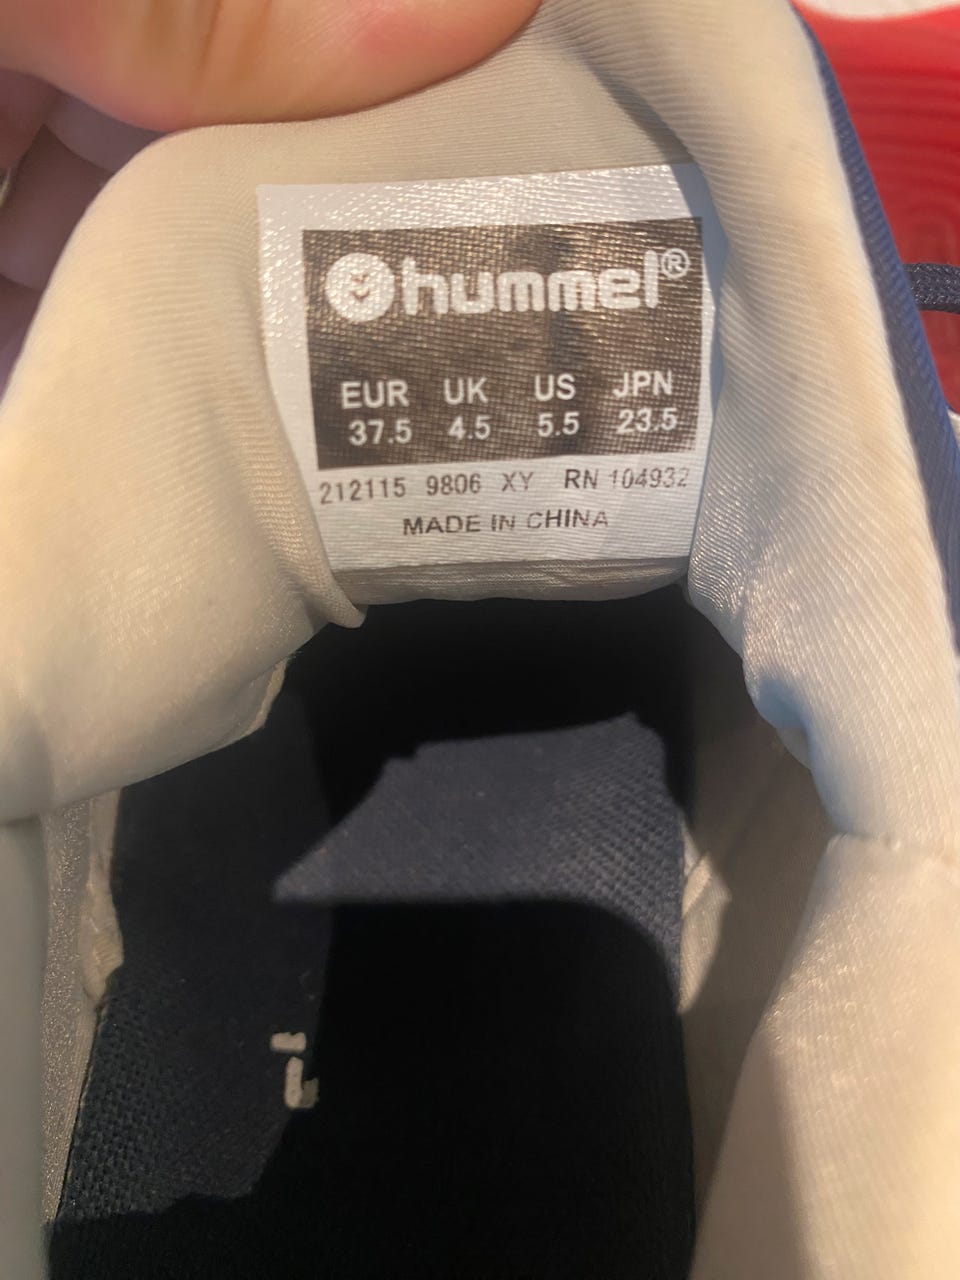 hummel®
EUR UK US JPN
37.5 4.5 5.5 23.5
212115 9806 XY RN 104932
MADE IN CHINA